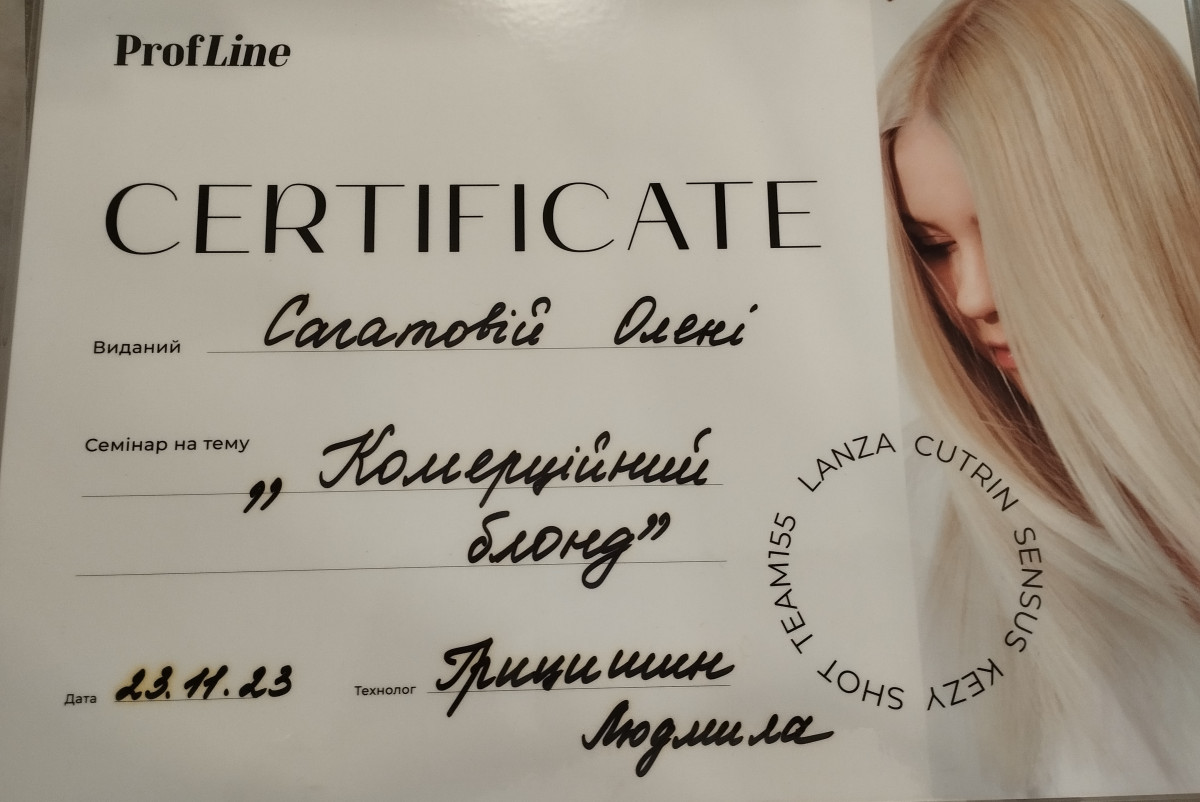 ProfLine
CERTIFICATE
Виданий Сагатовій Олені
Семінар на тему „Комерційний
блонд”
Дата 23.11.23 Технолог Грицишин
Людмила
LANZA CUTRIN SENSUS KEZY SHOT TEAM155